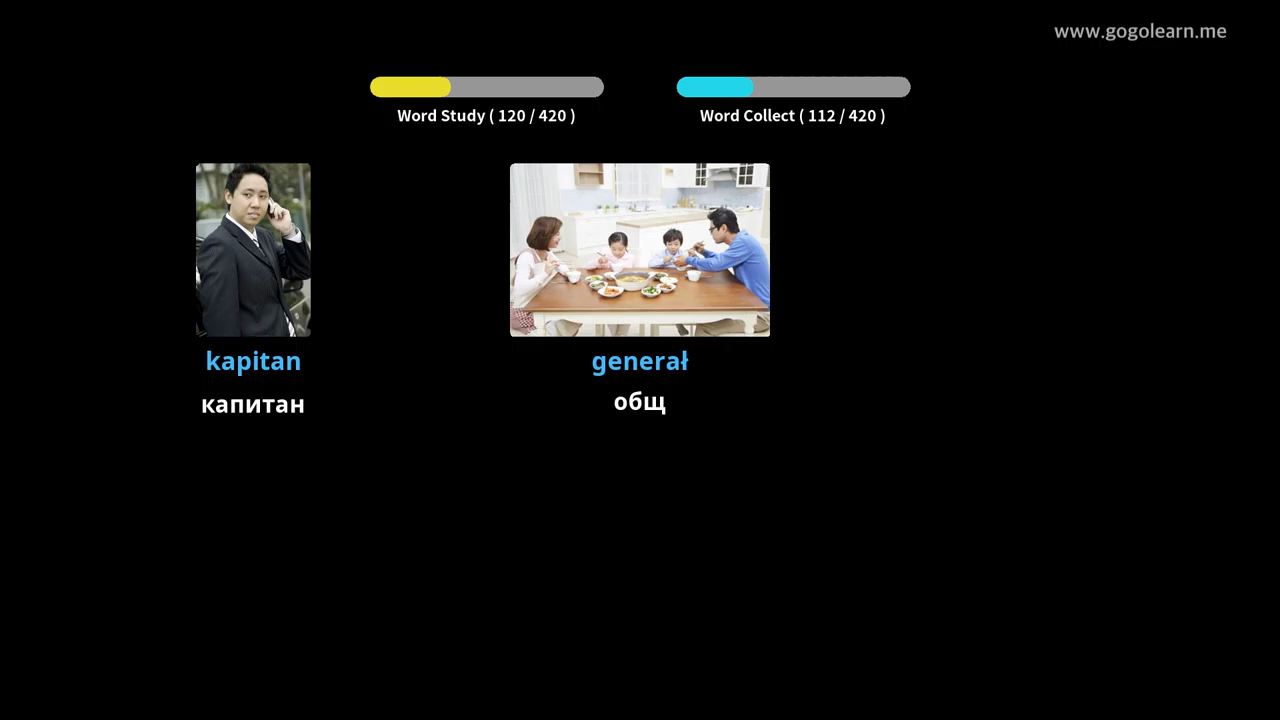 www.gogolearn.me
Word Study ( 120 / 420 )
Word Collect ( 112 / 420 )
kapitan
generał
капитан
общ